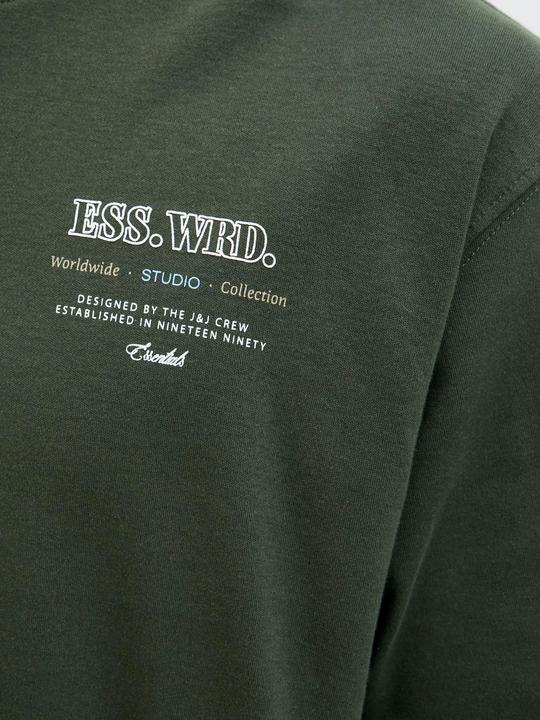 ESS. WRD.
Worldwide · STUDIO · Collection
DESIGNED BY THE J&J CREW
ESTABLISHED IN NINETEEN NINETY
Essentials